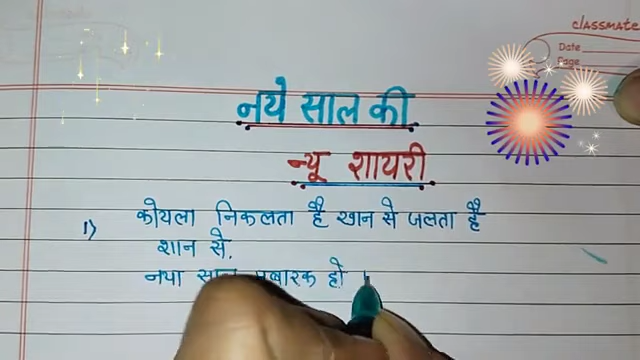 classmate
Date
Page
नये साल की
न्यू शायरी
1) कोयला निकलता है खान से जलता है
शान से.
नया साल मुबारक हो